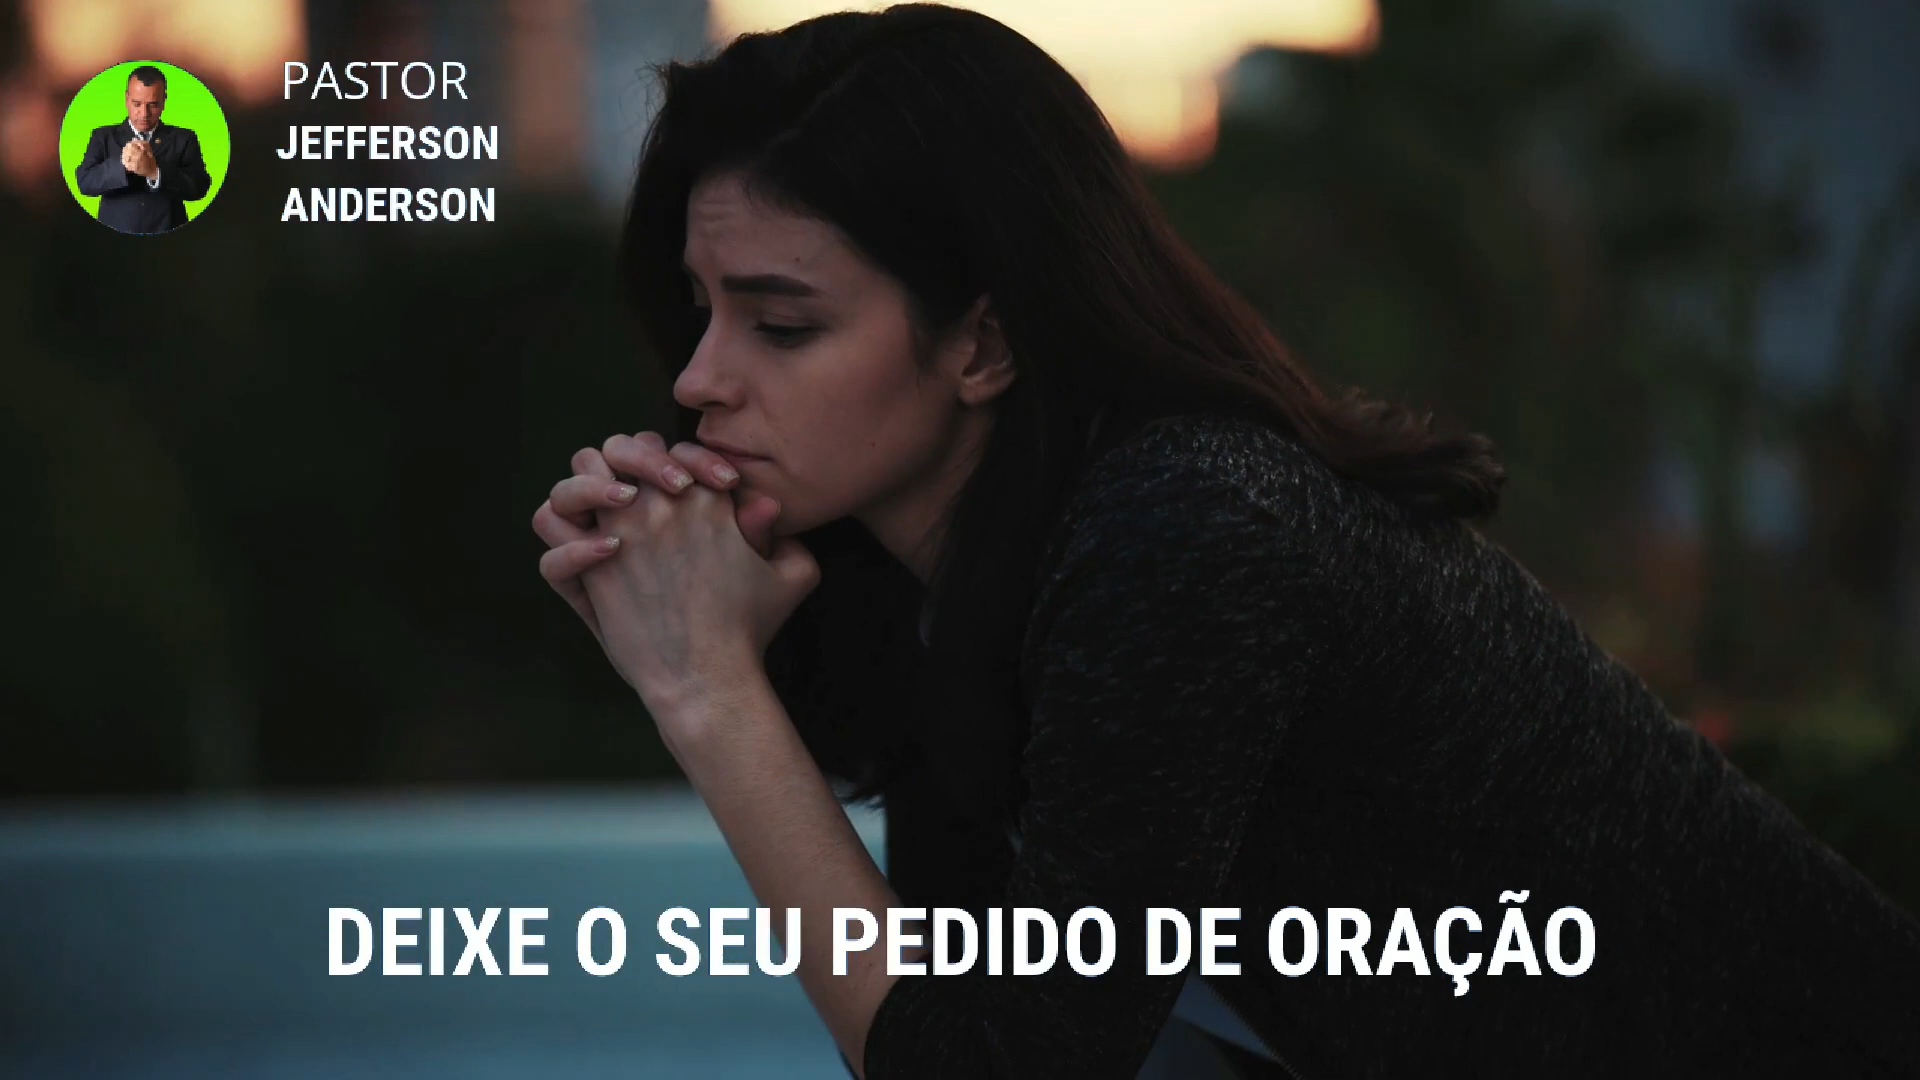 PASTOR
JEFFERSON
ANDERSON
DEIXE O SEU PEDIDO DE ORAÇÃO